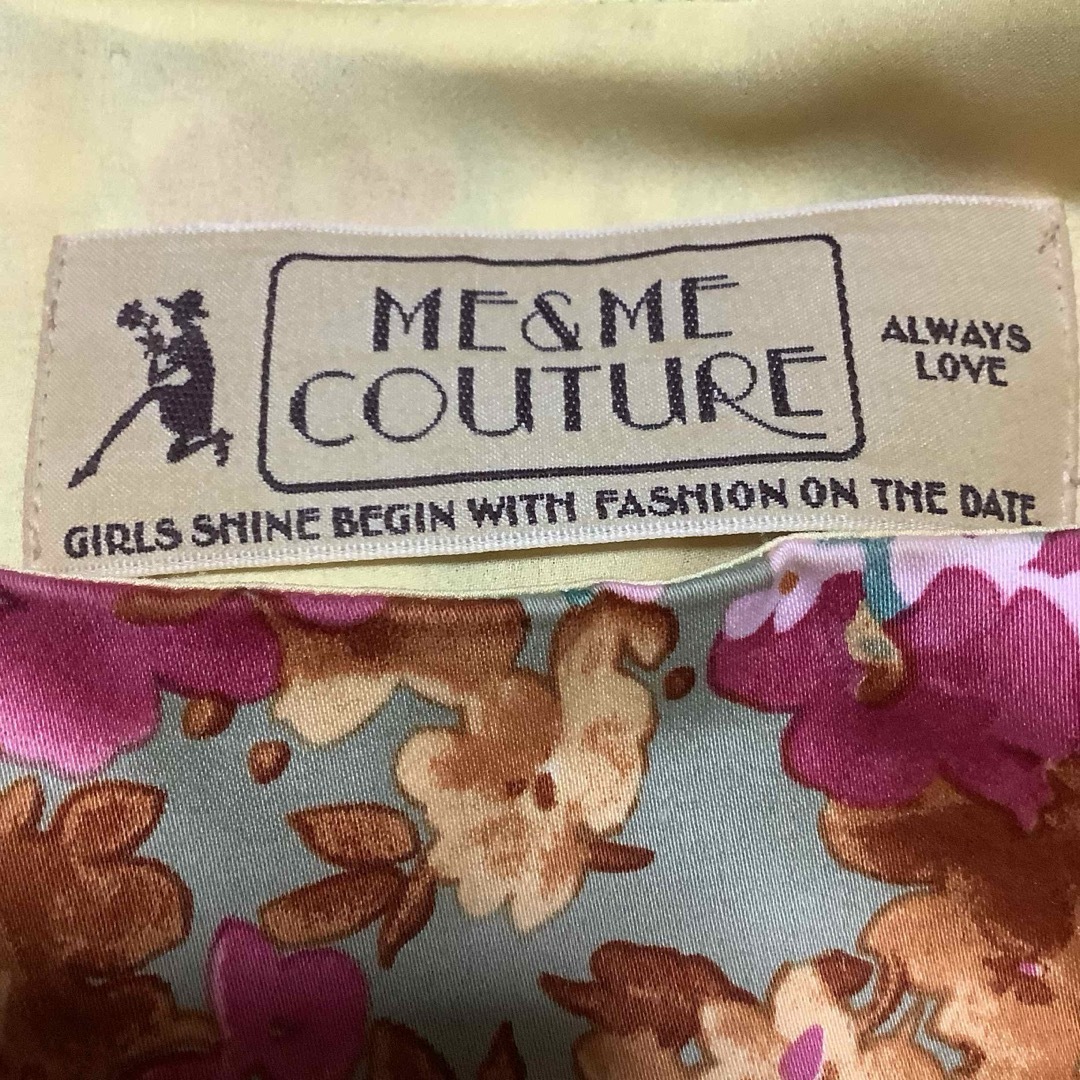 ME&ME
COUTURE
ALWAYS
LOVE
GIRLS SHINE BEGIN WITH FASHION ON THE DATE.